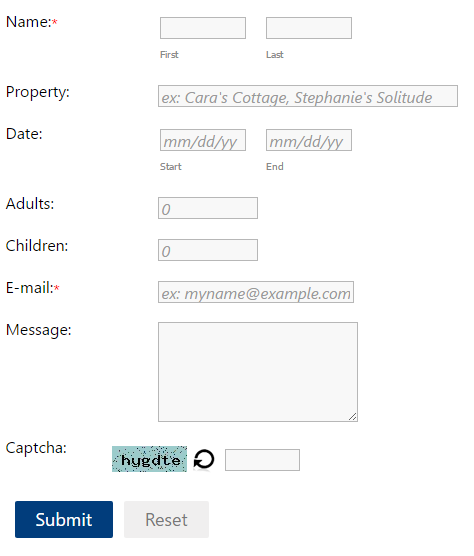 Name:*
First Last
Property: ex: Cara's Cottage, Stephanie's Solitude
Date: mm/dd/yy mm/dd/yy
Start End
Adults: 0
Children: 0
E-mail:* ex: myname@example.com
Message:
Captcha: hygdte
Submit Reset